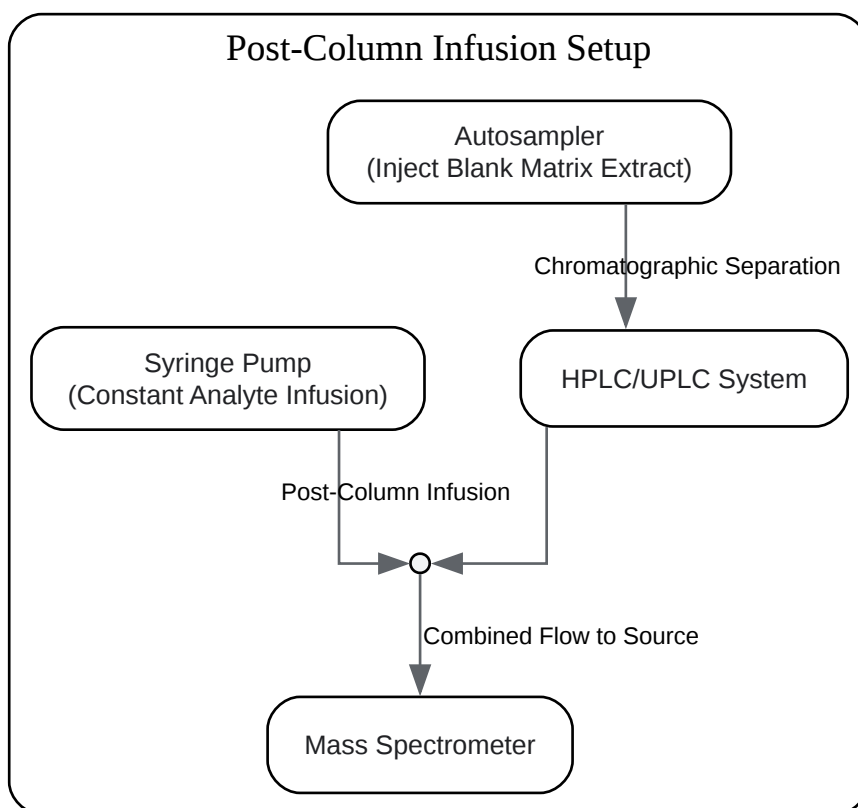 Post-Column Infusion Setup
Autosampler
(Inject Blank Matrix Extract)
Chromatographic Separation
Syringe Pump
(Constant Analyte Infusion)
HPLC/UPLC System
Post-Column Infusion
Combined Flow to Source
Mass Spectrometer